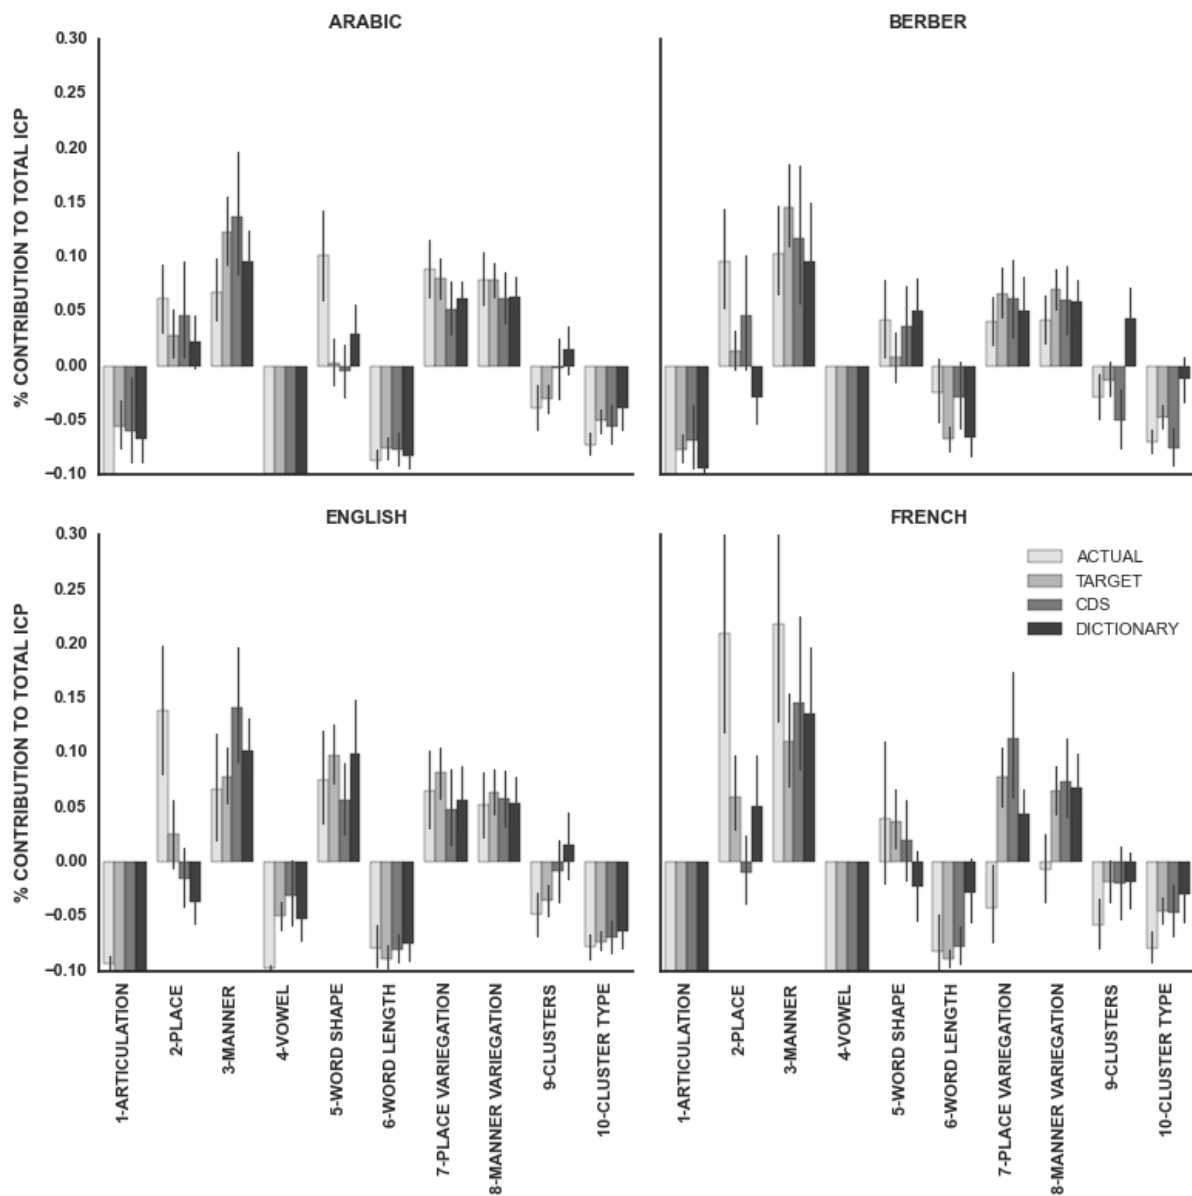 ARABIC
BERBER
% CONTRIBUTION TO TOTAL ICP
0.30
0.25
0.20
0.15
0.10
0.05
0.00
−0.05
−0.10
ENGLISH
FRENCH
% CONTRIBUTION TO TOTAL ICP
0.30
0.25
0.20
0.15
0.10
0.05
0.00
−0.05
−0.10
ACTUAL
TARGET
CDS
DICTIONARY
1-ARTICULATION
2-PLACE
3-MANNER
4-VOWEL
5-WORD SHAPE
6-WORD LENGTH
7-PLACE VARIEGATION
8-MANNER VARIEGATION
9-CLUSTERS
10-CLUSTER TYPE
1-ARTICULATION
2-PLACE
3-MANNER
4-VOWEL
5-WORD SHAPE
6-WORD LENGTH
7-PLACE VARIEGATION
8-MANNER VARIEGATION
9-CLUSTERS
10-CLUSTER TYPE